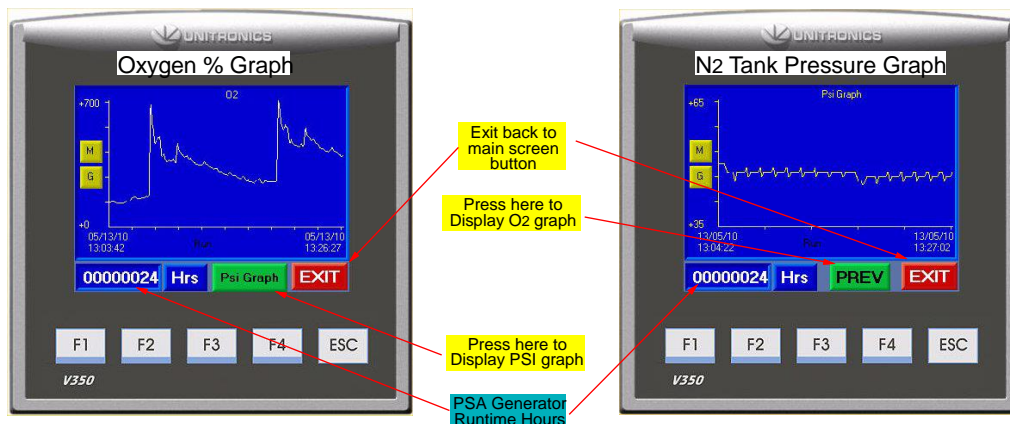 UNITRONICS
Oxygen % Graph
O2
+700
M
G
+0
05/13/10
13:03:42
Run
05/13/10
13:26:27
00000024 Hrs Psi Graph EXIT
F1 F2 F3 F4 ESC
V350
Exit back to
main screen
button
Press here to
Display O2 graph
Press here to
Display PSI graph
PSA Generator
Runtime Hours
UNITRONICS
N2 Tank Pressure Graph
Psi Graph
+65
M
G
+35
13/05/10
13:04:22
Run
13/05/10
13:27:02
00000024 Hrs PREV EXIT
F1 F2 F3 F4 ESC
V350